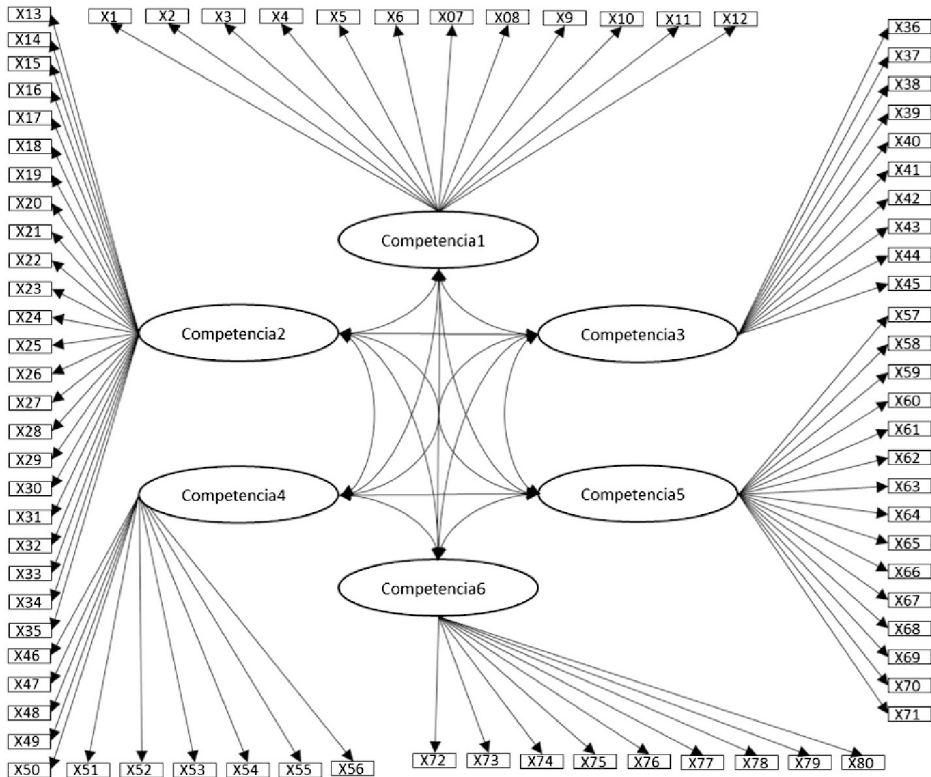 X1 X2 X3 X4 X5 X6 X07 X08 X9 X10 X11 X12
X13
X14
X15
X16
X17
X18
X19
X20
X21
X22
X23
X24
X25
X26
X27
X28
X29
X30
X31
X32
X33
X34
X35
X46
X47
X48
X49
X50
X51 X52 X53 X54 X55 X56
Competencia1
Competencia2
Competencia3
Competencia4
Competencia5
Competencia6
X36
X37
X38
X39
X40
X41
X42
X43
X44
X45
X57
X58
X59
X60
X61
X62
X63
X64
X65
X66
X67
X68
X69
X70
X71
X72 X73 X74 X75 X76 X77 X78 X79 X80